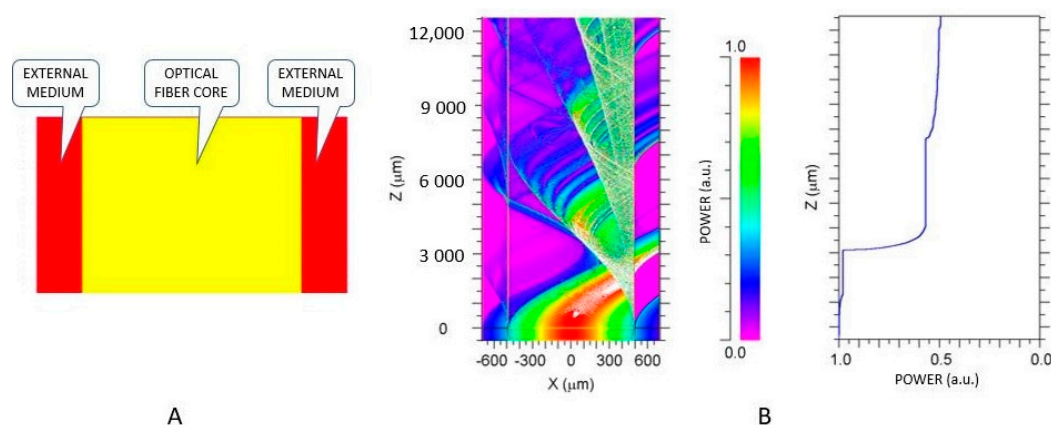 EXTERNAL
MEDIUM
OPTICAL
FIBER CORE
EXTERNAL
MEDIUM
A
12,000
9 000
6 000
3 000
0
Z (µm)
-600 -300 0 300 600
X (µm)
1.0
POWER (a.u.)
0.0
Z (µm)
1.0 0.5 0.0
POWER (a.u.)
B